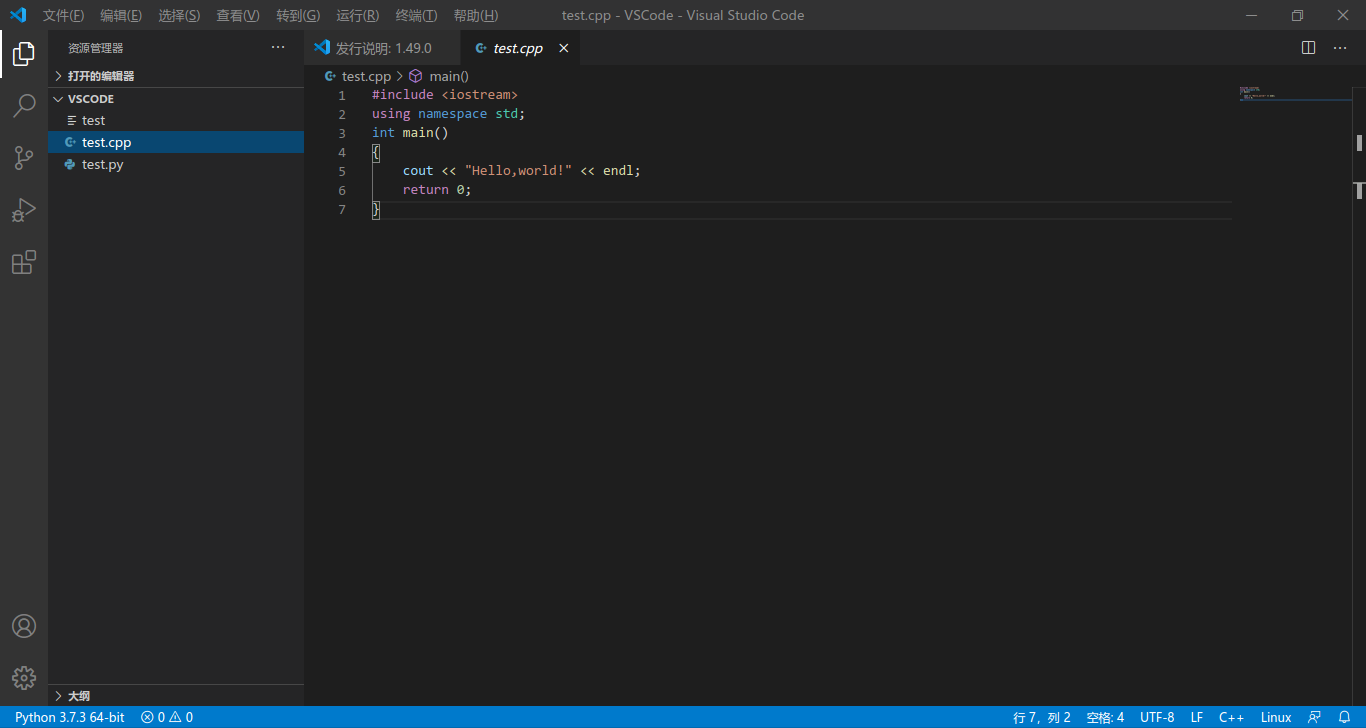 文件(F) 编辑(E) 选择(S) 查看(V) 转到(G) 运行(R) 终端(T) 帮助(H) test.cpp - VSCode - Visual Studio Code
资源管理器
打开的编辑器
VSCODE
test
test.cpp
test.py
大纲
发行说明: 1.49.0 test.cpp
test.cpp main()
1 #include <iostream>
2 using namespace std;
3 int main()
4 {
5     cout << "Hello,world!" << endl;
6     return 0;
7 }
Python 3.7.3 64-bit 0 0 行 7，列 2 空格: 4 UTF-8 LF C++ Linux